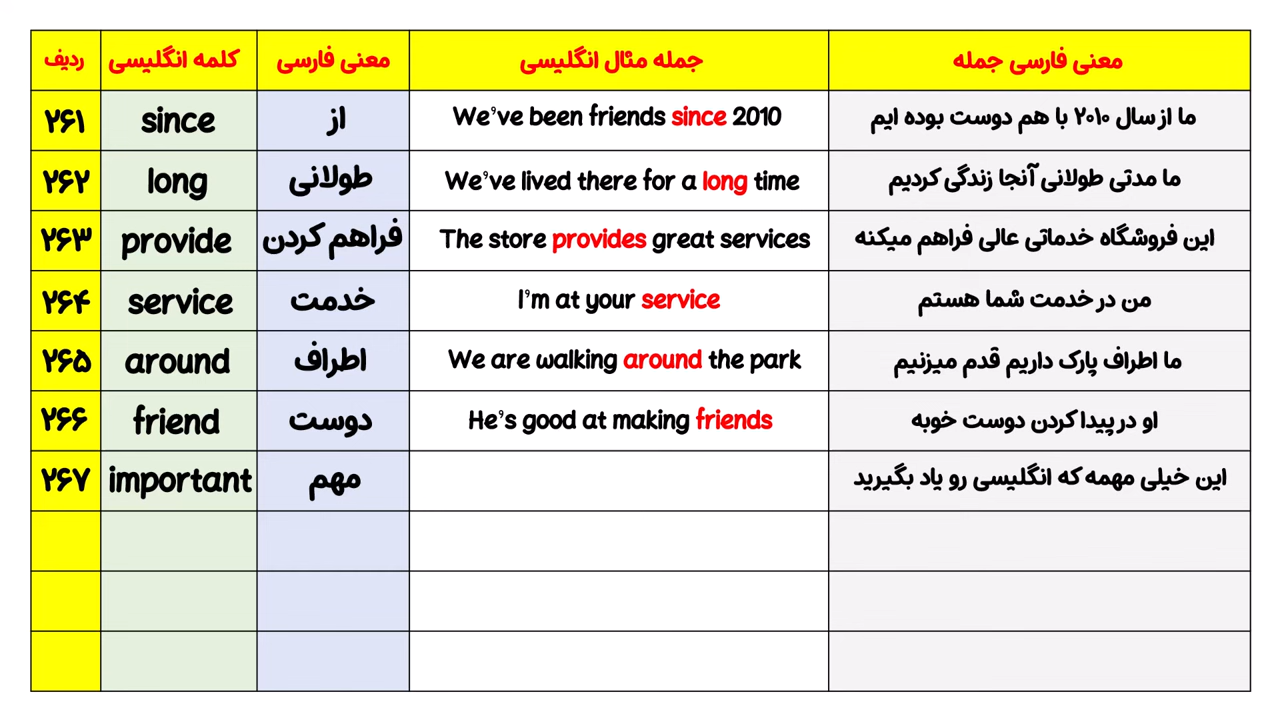 ردیف کلمه انگلیسی معنی فارسی جمله مثال انگلیسی معنی فارسی جمله
۲۶۱ since از We've been friends since 2010 ما از سال ۲۰۱۰ با هم دوست بوده ایم
۲۶۲ long طولانی We've lived there for a long time ما مدتی طولانی آنجا زندگی کردیم
۲۶۳ provide فراهم کردن The store provides great services این فروشگاه خدماتی عالی فراهم میکنه
۲۶۴ service خدمت I'm at your service من در خدمت شما هستم
۲۶۵ around اطراف We are walking around the park ما اطراف پارک داریم قدم میزنیم
۲۶۶ friend دوست He's good at making friends او در پیدا کردن دوست خوبه
۲۶۷ important مهم این خیلی مهمه که انگلیسی رو یاد بگیرید